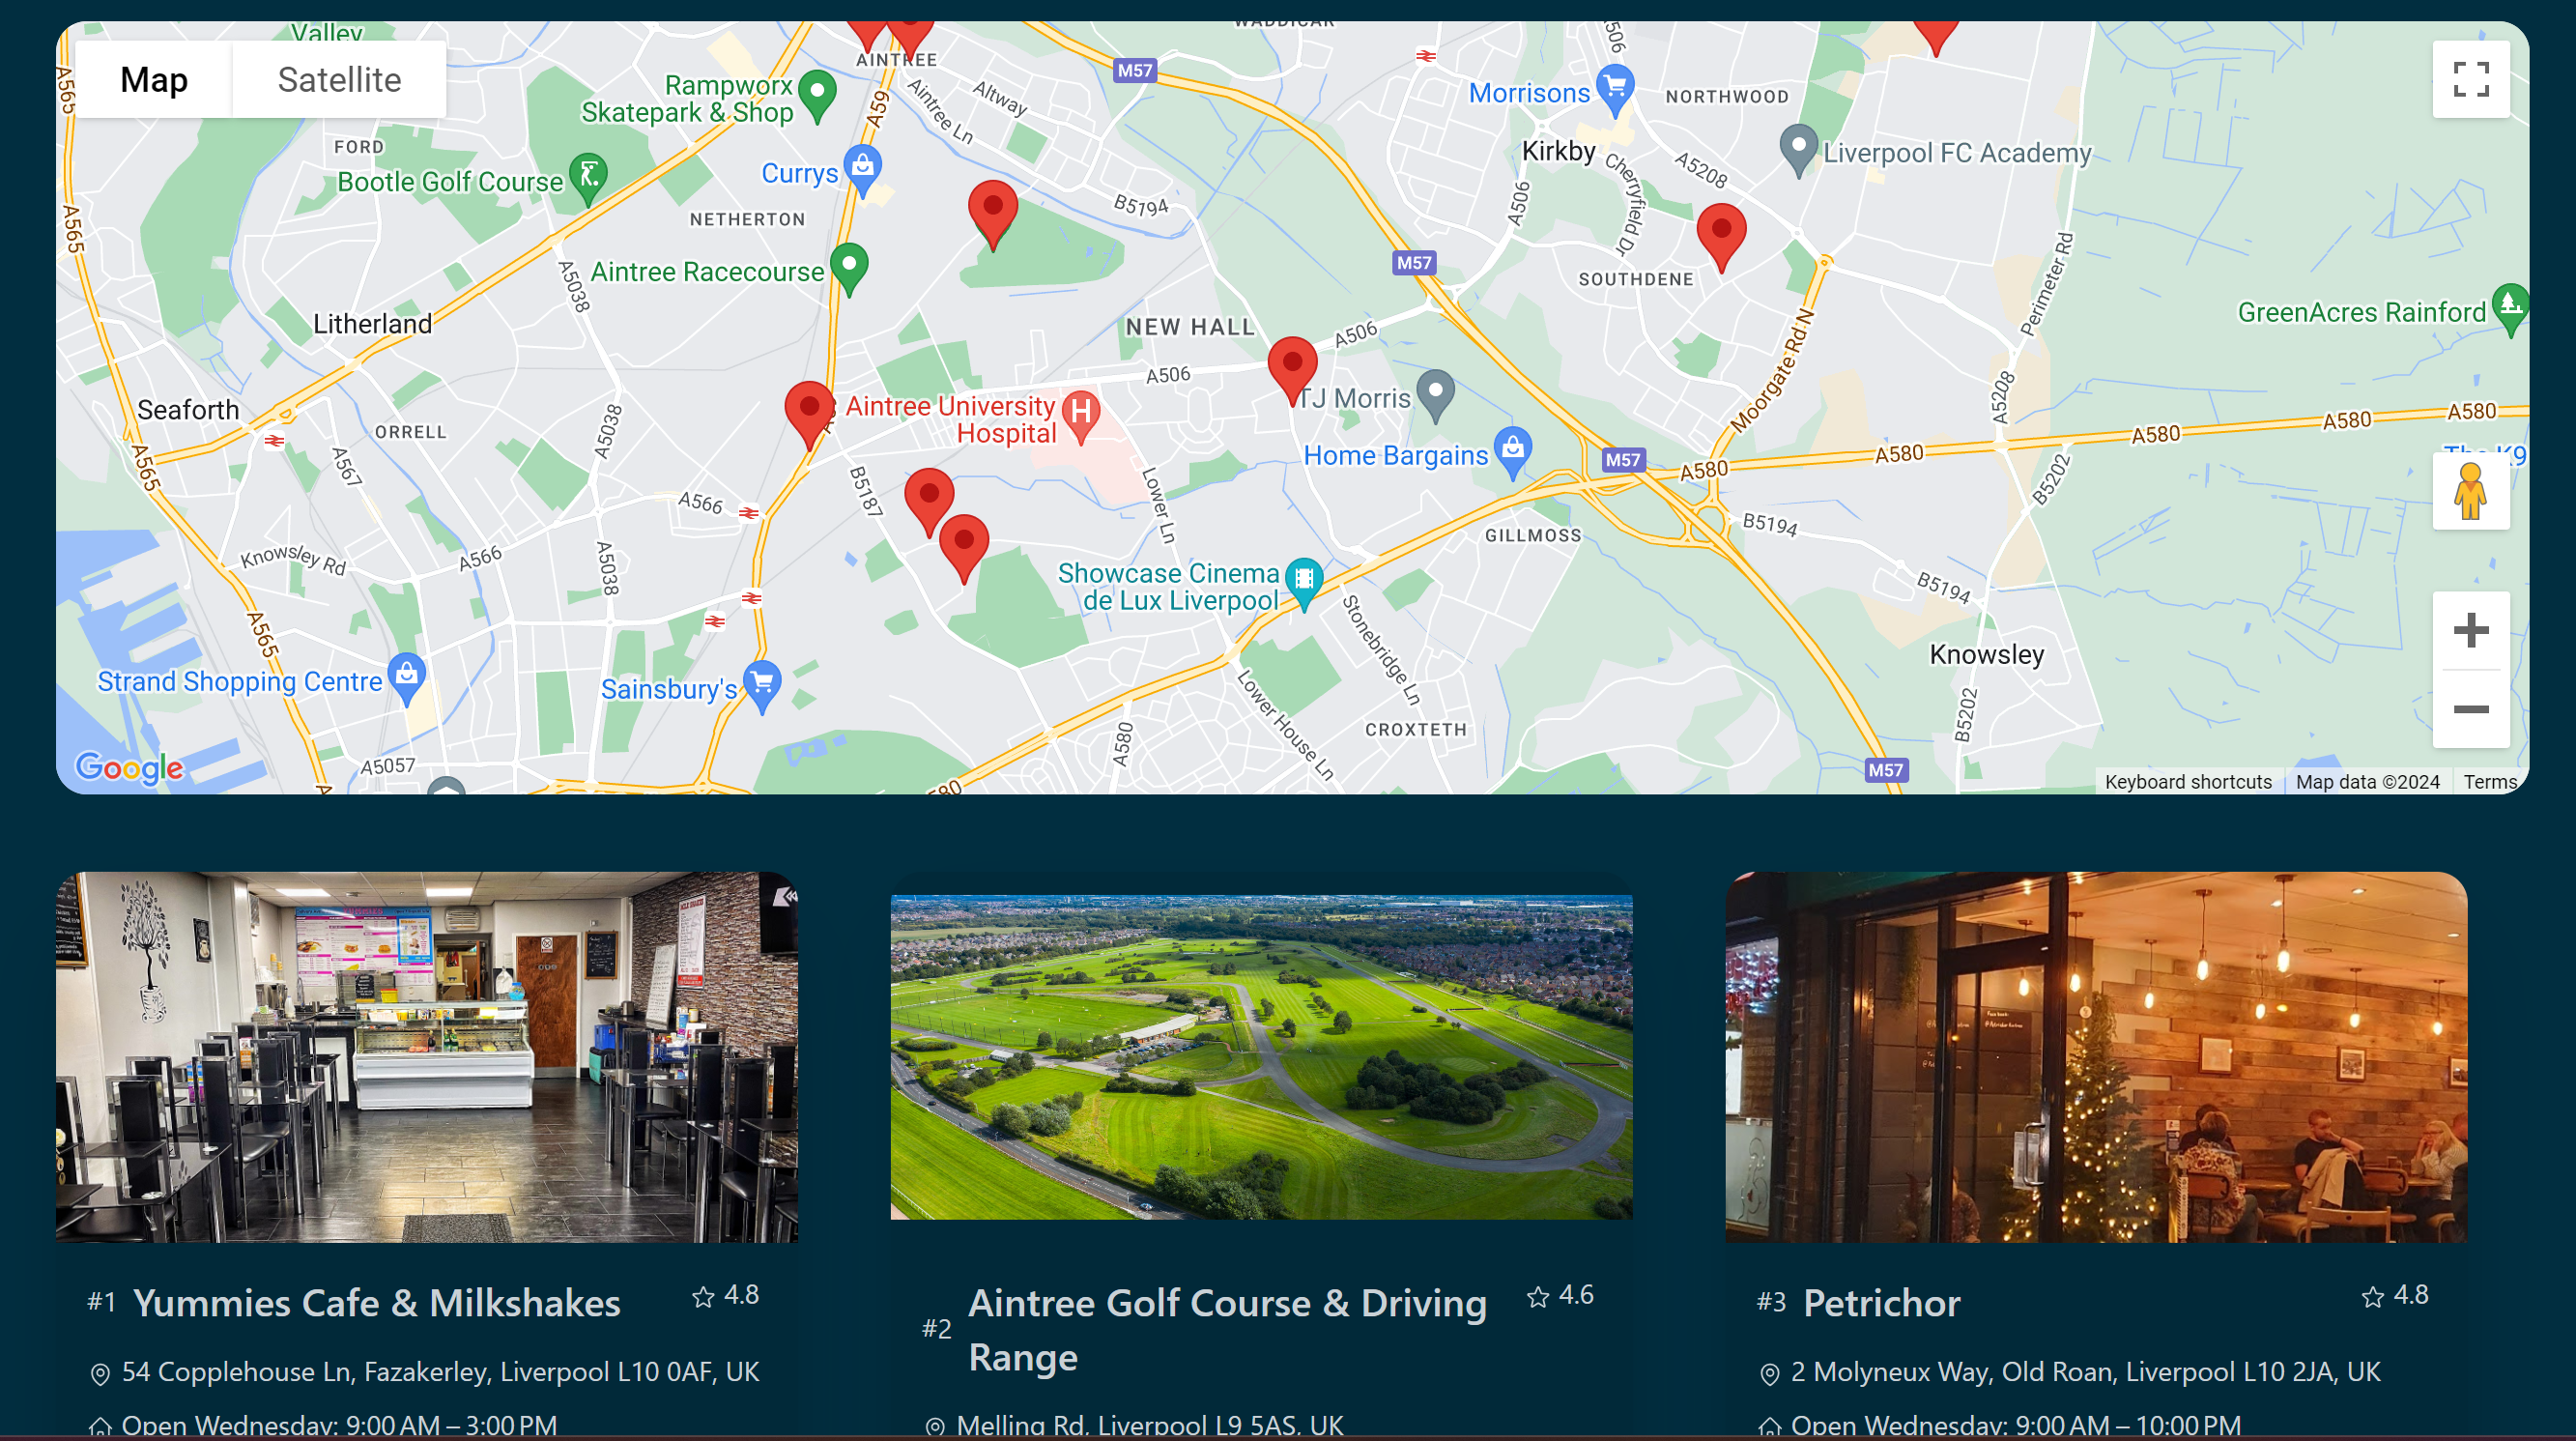 WADDICAR
Valley
Map
Satellite
A565
AINTREE
M57
A506
Rampworx
Skatepark & Shop
A59
Altway
Aintree Ln
Morrisons
NORTHWOOD
FORD
Kirkby
Liverpool FC Academy
Currys
Cherryfield Dr
A5208
Bootle Golf Course
B5194
A506
A565
NETHERTON
Aintree Racecourse
M57
SOUTHDENE
Perimeter Rd
A5038
GreenAcres Rainford
Litherland
NEW HALL
A506
Moorgate Rd N
A506
Seaforth
Aintree University
Hospital
TJ Morris
A5208
A580
A580
ORRELL
A5038
A580
Home Bargains
M57
A580
A580
The K9
A565
A567
B5187
A566
Lower Ln
B5202
B5194
GILLMOSS
Knowsley Rd
A566
A5038
Showcase Cinema
de Lux Liverpool
B5194
A565
Stonebridge Ln
Knowsley
Strand Shopping Centre
Sainsbury's
Lower House Ln
B5202
CROXTETH
A580
Google
A5057
M57
Keyboard shortcuts
Map data ©2024
Terms
#1 Yummies Cafe & Milkshakes 4.8
54 Copplehouse Ln, Fazakerley, Liverpool L10 0AF, UK
Open Wednesday: 9:00 AM – 3:00 PM
#2 Aintree Golf Course & Driving
Range
4.6
Melling Rd, Liverpool L9 5AS, UK
#3 Petrichor 4.8
2 Molyneux Way, Old Roan, Liverpool L10 2JA, UK
Open Wednesday: 9:00 AM – 10:00 PM